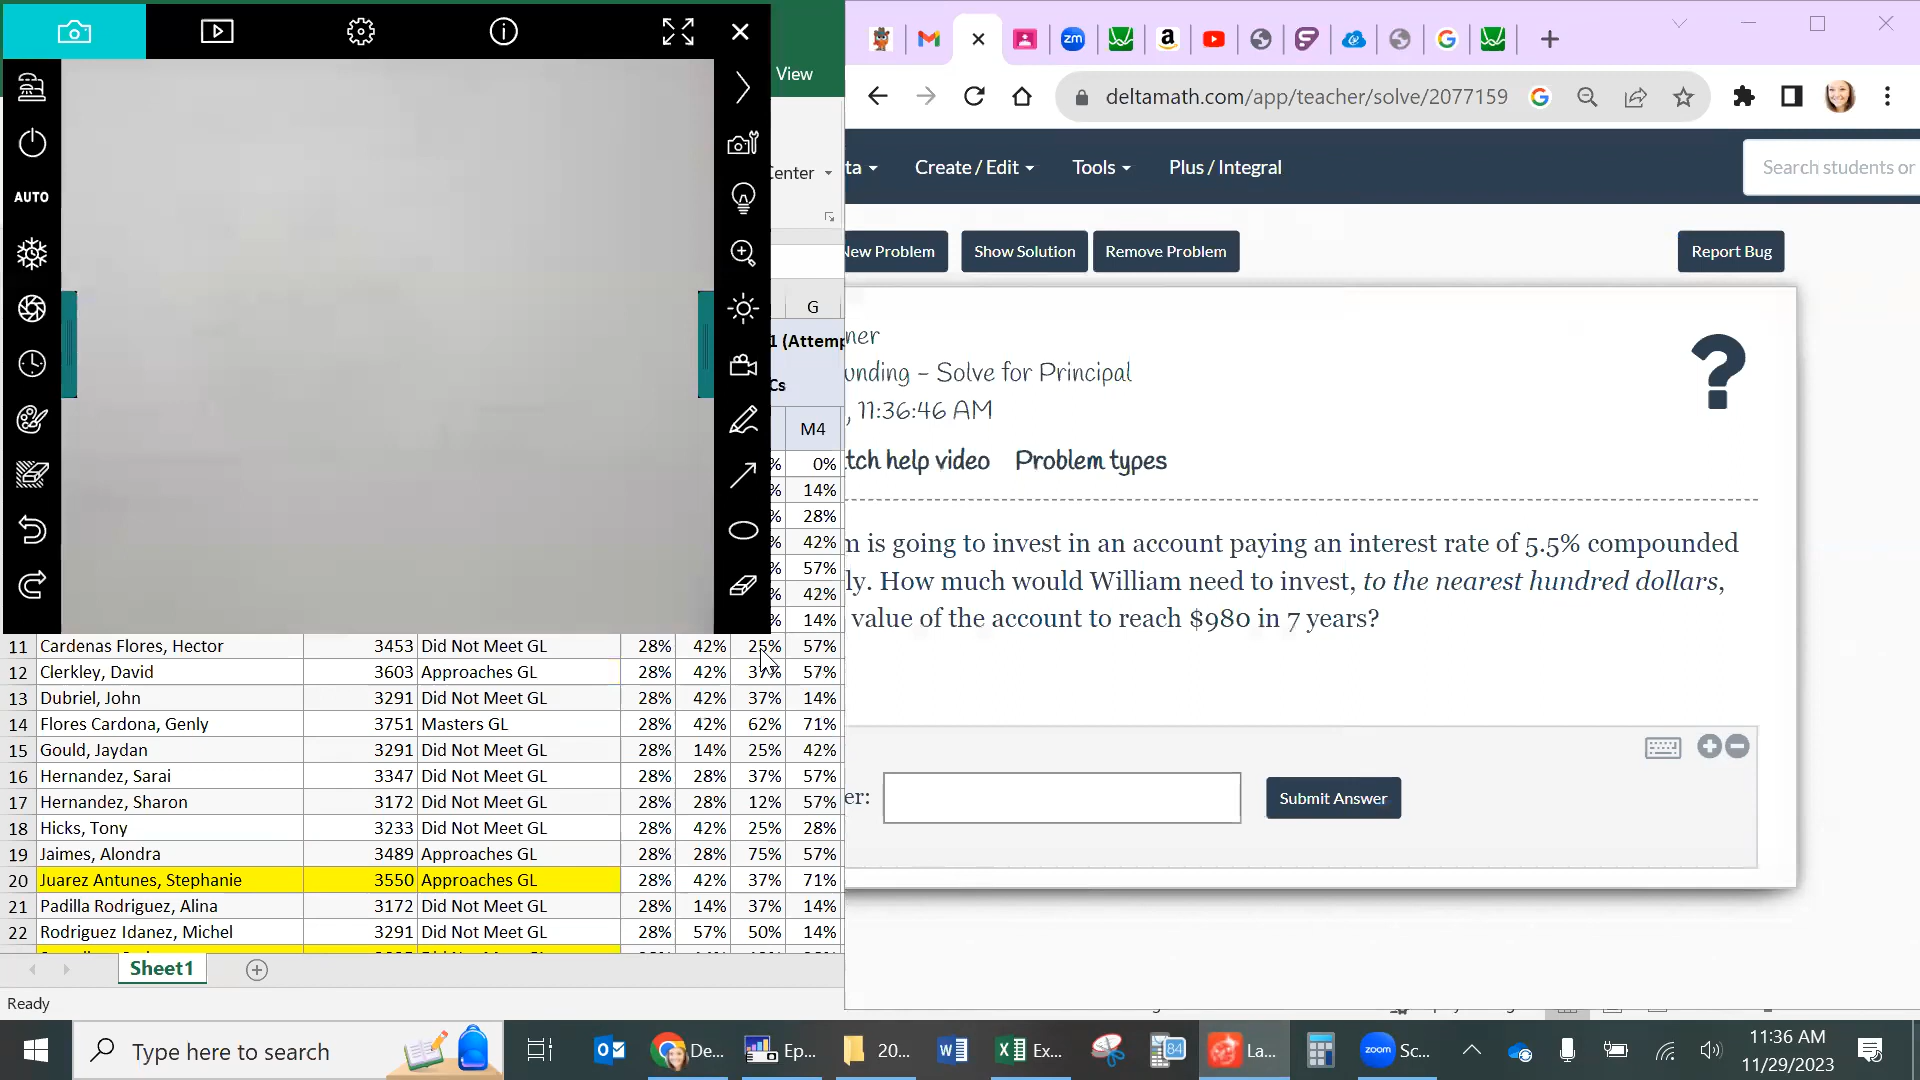 AUTO
View
Center
G
1 (Attemp
Cs
M4
% 0%
% 14%
% 28%
% 42%
% 57%
% 42%
% 14%
11 Cardenas Flores, Hector 3453 Did Not Meet GL 28% 42% 25% 57%
12 Clerkley, David 3603 Approaches GL 28% 42% 37% 57%
13 Dubriel, John 3291 Did Not Meet GL 28% 42% 37% 14%
14 Flores Cardona, Genly 3751 Masters GL 28% 42% 62% 71%
15 Gould, Jaydan 3291 Did Not Meet GL 28% 14% 25% 42%
16 Hernandez, Sarai 3347 Did Not Meet GL 28% 28% 37% 57%
17 Hernandez, Sharon 3172 Did Not Meet GL 28% 28% 12% 57%
18 Hicks, Tony 3233 Did Not Meet GL 28% 42% 25% 28%
19 Jaimes, Alondra 3489 Approaches GL 28% 28% 75% 57%
20 Juarez Antunes, Stephanie 3550 Approaches GL 28% 42% 37% 71%
21 Padilla Rodriguez, Alina 3172 Did Not Meet GL 28% 14% 37% 14%
22 Rodriguez Idanez, Michel 3291 Did Not Meet GL 28% 57% 50% 14%
Sheet1
Ready
zm
deltamath.com/app/teacher/solve/2077159
ta Create / Edit Tools Plus / Integral Search students or
New Problem Show Solution Remove Problem Report Bug
ner
unding – Solve for Principal
, 11:36:46 AM
tch help video Problem types
m is going to invest in an account paying an interest rate of 5.5% compounded
ly. How much would William need to invest, to the nearest hundred dollars,
value of the account to reach $980 in 7 years?
er: Submit Answer
Type here to search
De... Ep... 20... Ex... 84 La... zoom Sc...
11:36 AM
11/29/2023